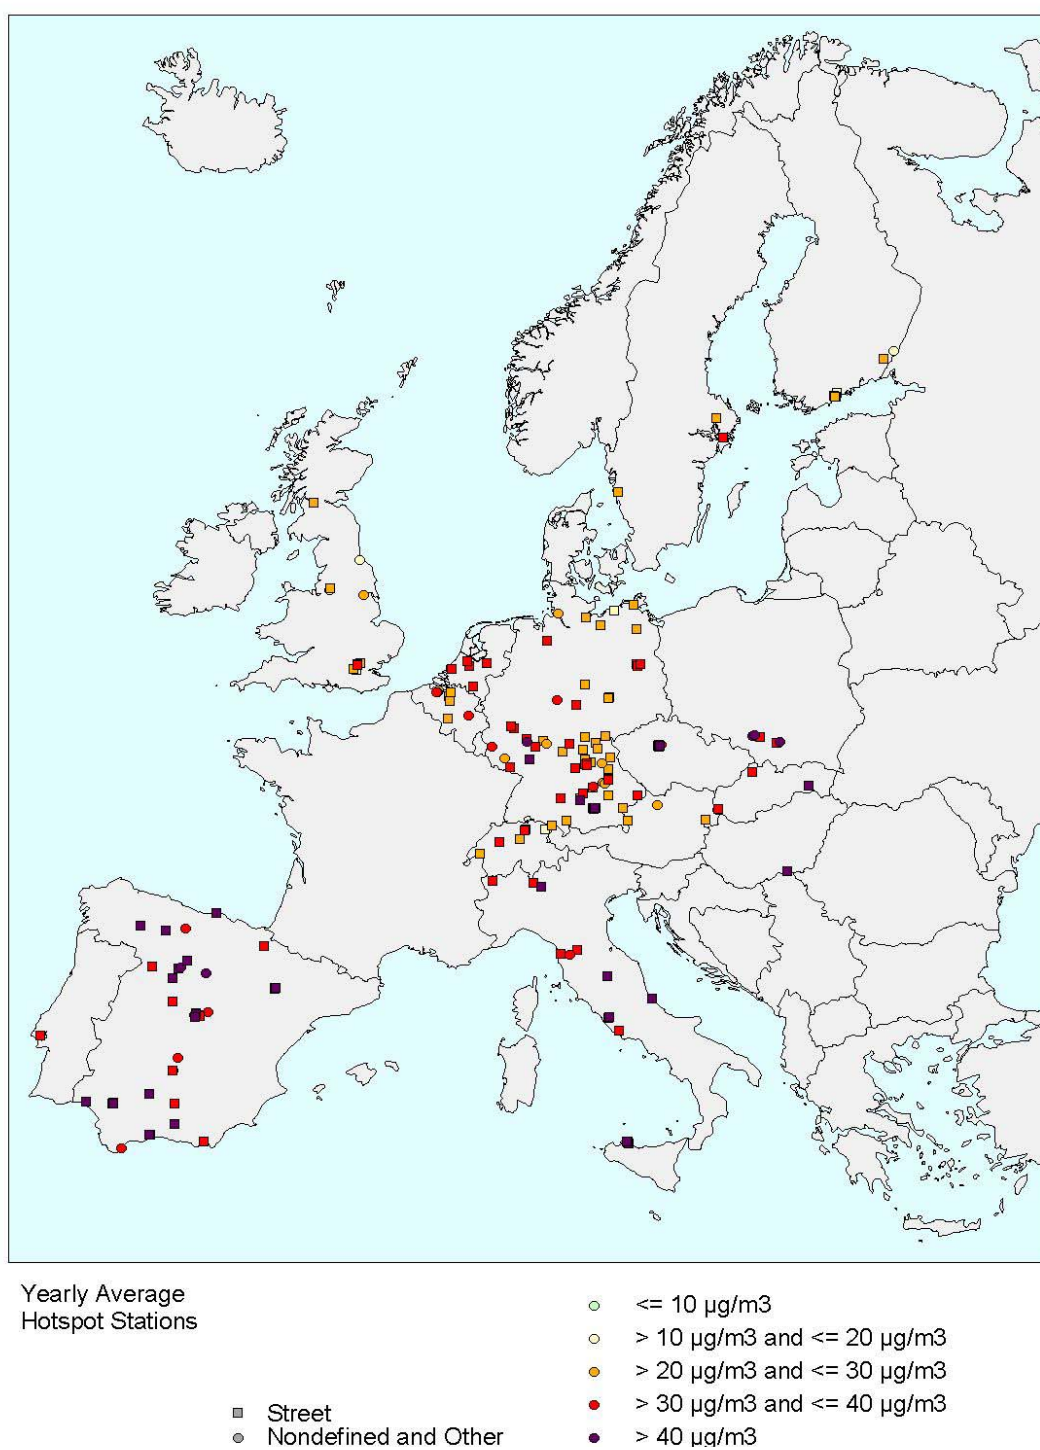 Yearly Average
Hotspot Stations
Street
Nondefined and Other
<= 10 µg/m3
> 10 µg/m3 and <= 20 µg/m3
> 20 µg/m3 and <= 30 µg/m3
> 30 µg/m3 and <= 40 µg/m3
> 40 µg/m3